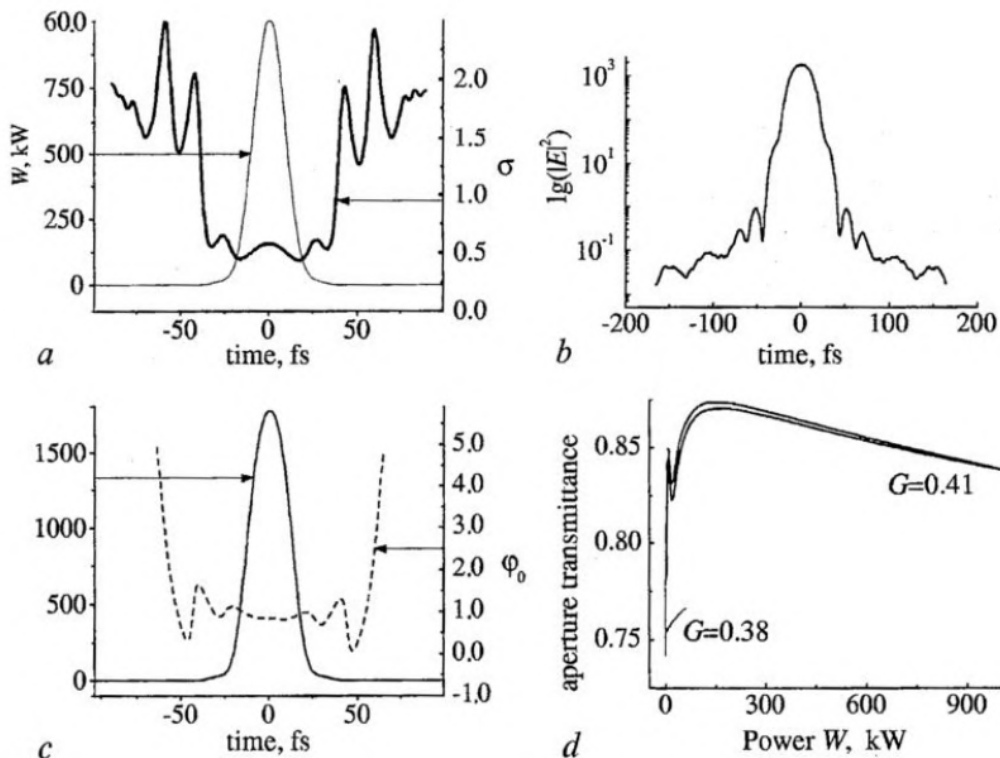 60.0
750
500
250
0
W, kW
2.0
1.5
1.0
0.5
0.0
σ
-50 0 50
time, fs
a
10³
10¹
10⁻¹
lg(|E|²)
-200 -100 0 100 200
time, fs
b
1500
1250
1000
750
500
250
0
5.0
4.0
3.0
2.0
1.0
0.0
-1,0
φ₀
-50 0 50
time, fs
c
0.85
0.80
0.75
aperture transmittance
G=0.41
G=0.38
0 300 600 900
Power W, kW
d